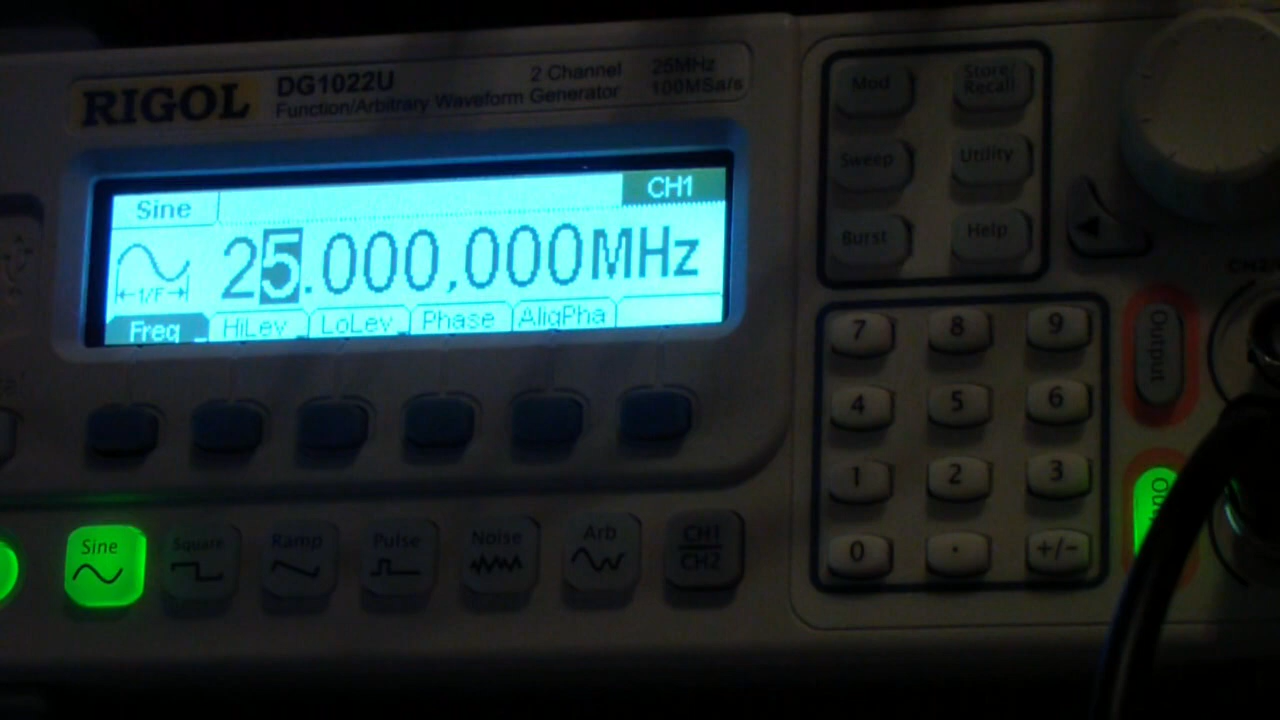 RIGOL
DG1022U
2 Channel
25MHz
Function/Arbitrary Waveform Generator
100MSa/s
Sine
CH1
25.000,000MHz
1/F
Freq
HiLev
LoLev
Phase
AligPha
Mod
Store/
Recall
Sweep
Utility
Burst
Help
7
8
9
4
5
6
1
2
3
0
.
+/-
Output
Sine
Square
Ramp
Pulse
Noise
Arb
CH1
CH2